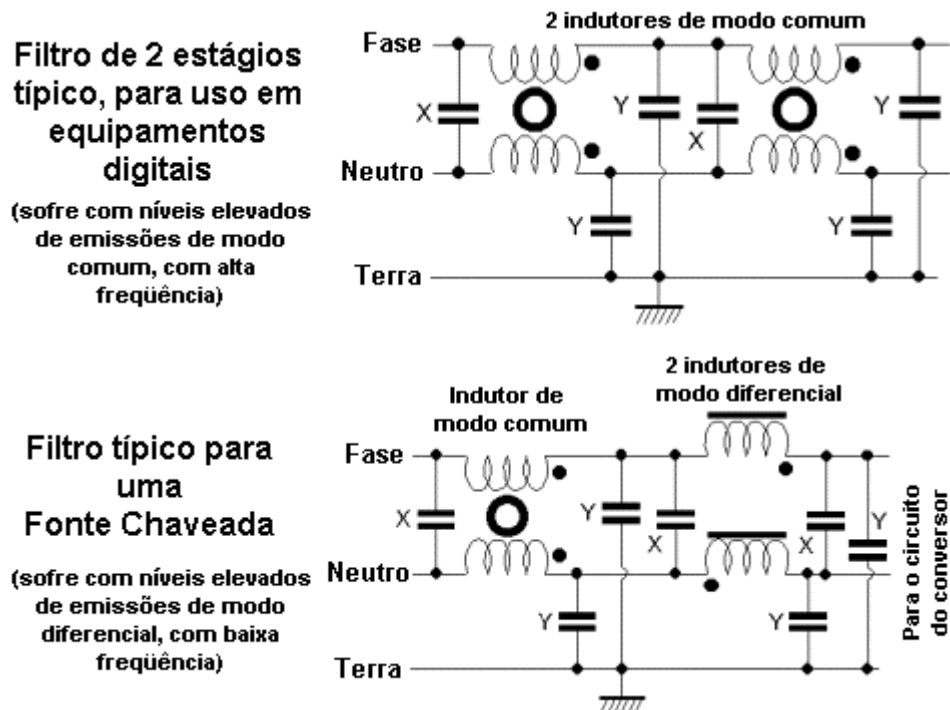 Filtro de 2 estágios
típico, para uso em
equipamentos
digitais
(sofre com níveis elevados
de emissões de modo
comum, com alta
freqüência)
2 indutores de modo comum
Fase
X
Y
X
Y
Neutro
Y
Y
Terra
Filtro típico para
uma
Fonte Chaveada
(sofre com níveis elevados
de emissões de modo
diferencial, com baixa
freqüência)
Indutor de
modo comum
2 indutores de
modo diferencial
Fase
X
Y
X
X
Y
Neutro
Y
Y
Terra
Para o circuito
do conversor